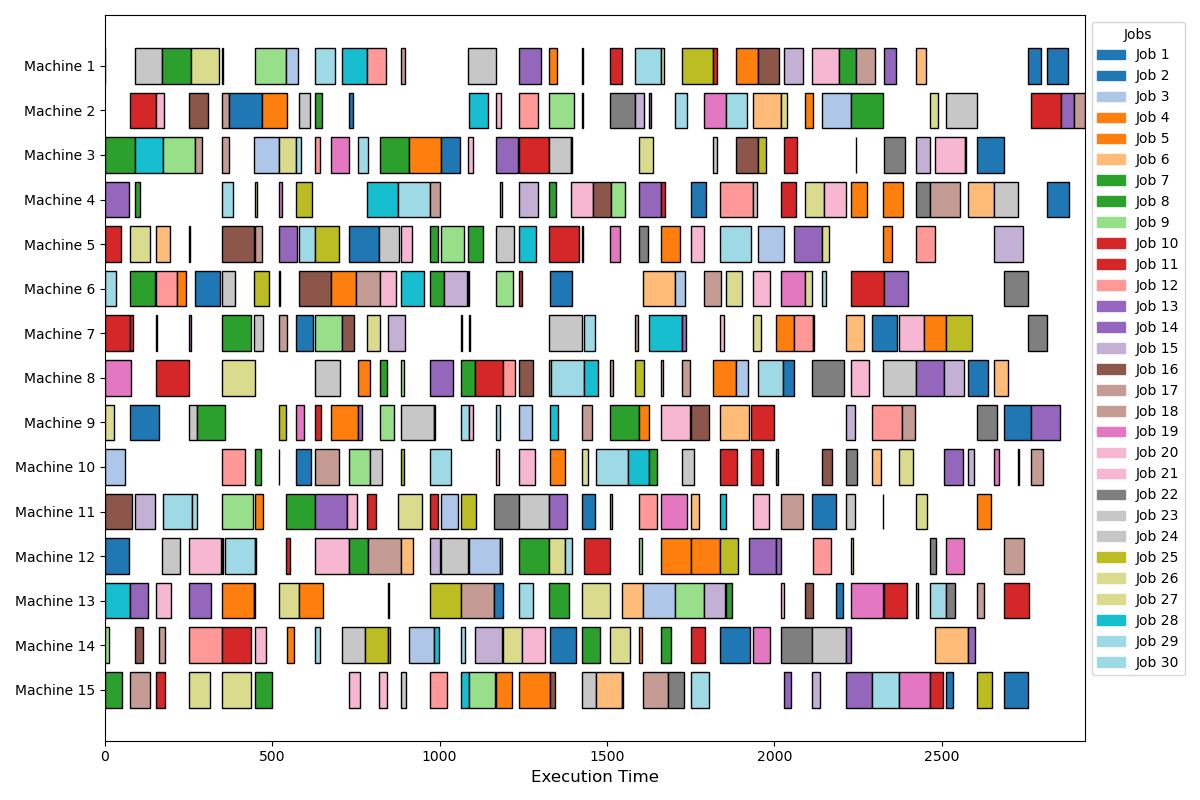 Machine 1
Machine 2
Machine 3
Machine 4
Machine 5
Machine 6
Machine 7
Machine 8
Machine 9
Machine 10
Machine 11
Machine 12
Machine 13
Machine 14
Machine 15
0 500 1000 1500 2000 2500
Execution Time
Jobs
Job 1
Job 2
Job 3
Job 4
Job 5
Job 6
Job 7
Job 8
Job 9
Job 10
Job 11
Job 12
Job 13
Job 14
Job 15
Job 16
Job 17
Job 18
Job 19
Job 20
Job 21
Job 22
Job 23
Job 24
Job 25
Job 26
Job 27
Job 28
Job 29
Job 30